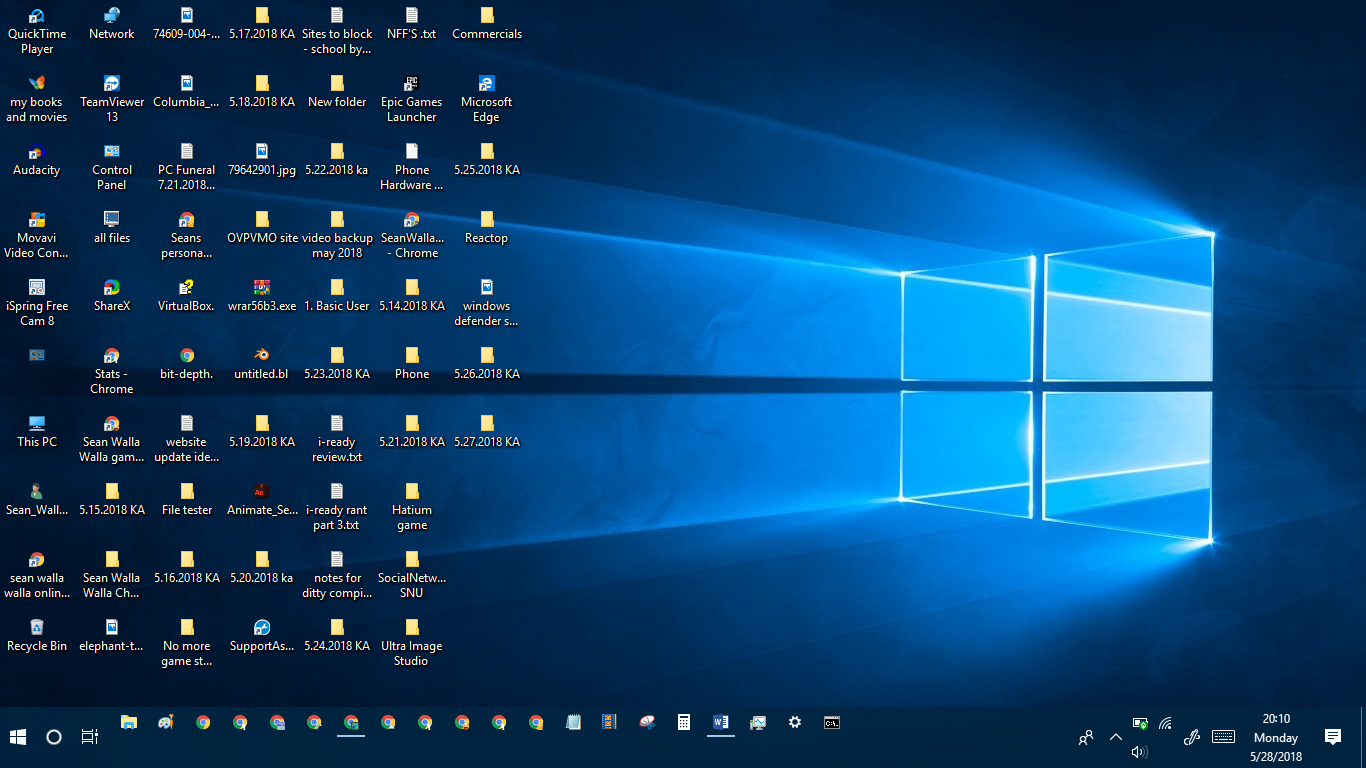 QuickTime
Player
Network
74609-004-...
5.17.2018 KA
Sites to block
- school by...
NFF'S .txt
Commercials
my books
and movies
TeamViewer
13
Columbia_...
5.18.2018 KA
New folder
Epic Games
Launcher
Microsoft
Edge
Audacity
Control
Panel
PC Funeral
7.21.2018...
79642901.jpg
5.22.2018 ka
Phone
Hardware ...
5.25.2018 KA
Movavi
Video Con...
all files
Seans
persona...
OVPVMO site
video backup
may 2018
SeanWalla...
- Chrome
Reactop
iSpring Free
Cam 8
ShareX
VirtualBox.
wrar56b3.exe
1. Basic User
5.14.2018 KA
windows
defender s...
Stats -
Chrome
bit-depth.
untitled.bl
5.23.2018 KA
Phone
5.26.2018 KA
This PC
Sean Walla
Walla gam...
website
update ide...
5.19.2018 KA
i-ready
review.txt
5.21.2018 KA
5.27.2018 KA
Sean_Wall...
5.15.2018 KA
File tester
Animate_Se...
i-ready rant
part 3.txt
Hatium
game
sean walla
walla onlin...
Sean Walla
Walla Ch...
5.16.2018 KA
5.20.2018 ka
notes for
ditty compi...
SocialNetw...
SNU
Recycle Bin
elephant-t...
No more
game st...
SupportAs...
5.24.2018 KA
Ultra Image
Studio
20:10
Monday
5/28/2018